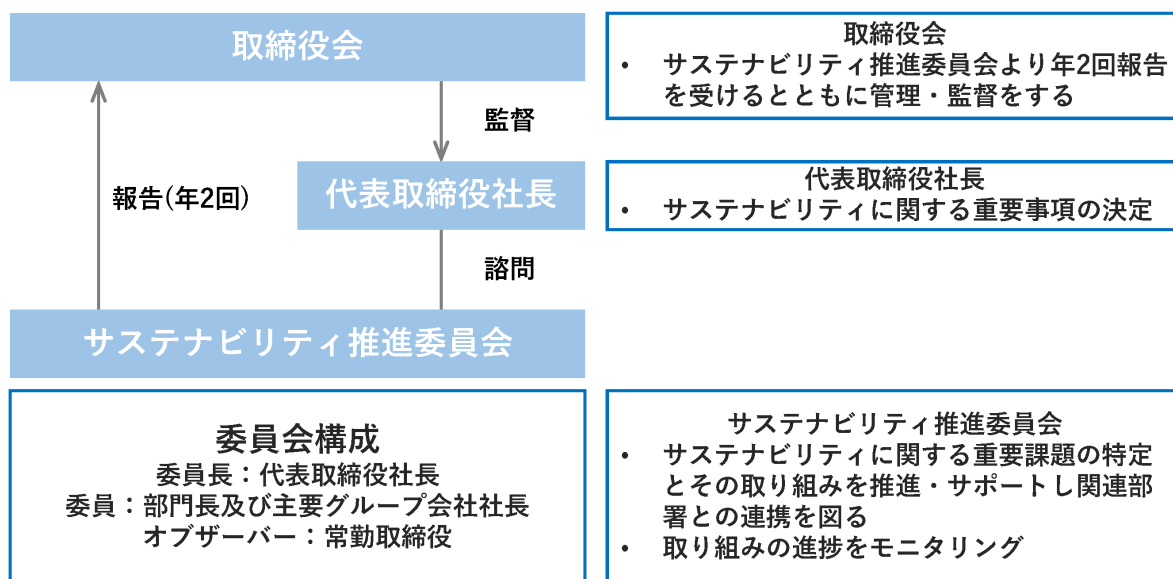 取締役会
監督
代表取締役社長
報告(年2回)
諮問
サステナビリティ推進委員会
委員会構成
委員長：代表取締役社長
委員：部門長及び主要グループ会社社長
オブザーバー：常勤取締役
取締役会
• サステナビリティ推進委員会より年2回報告
を受けるとともに管理・監督をする
代表取締役社長
• サステナビリティに関する重要事項の決定
サステナビリティ推進委員会
• サステナビリティに関する重要課題の特定
とその取り組みを推進・サポートし関連部
署との連携を図る
• 取り組みの進捗をモニタリング